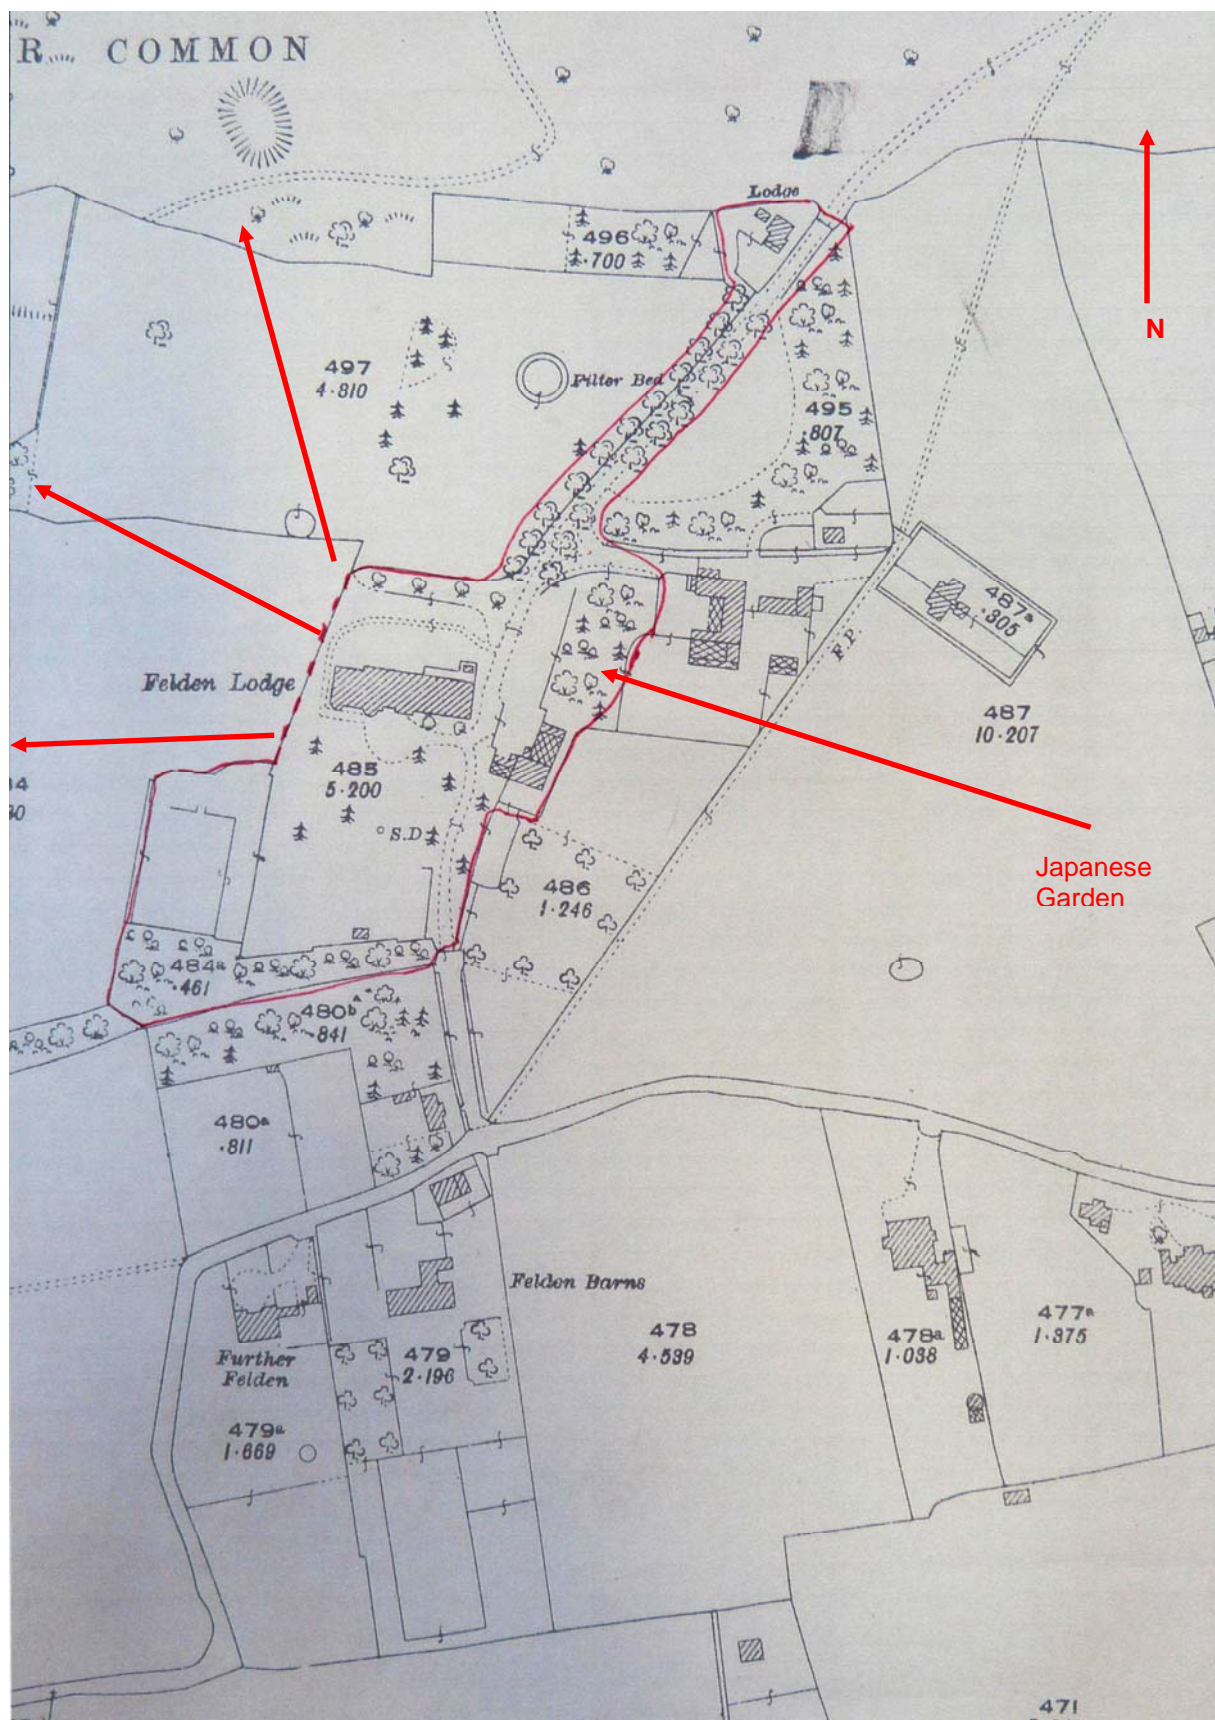 R COMMON
Lodge
496
.700
N
497
4.810
Filter Bed
495
.807
487a
.305
F.P.
Felden Lodge
487
10.207
485
5.200
S.D
Japanese
Garden
486
1.246
484a
.461
480b
.841
480a
.811
Felden Barns
478
4.539
478a
1.038
477a
1.375
Further
Felden
479
2.196
479a
1.669
471